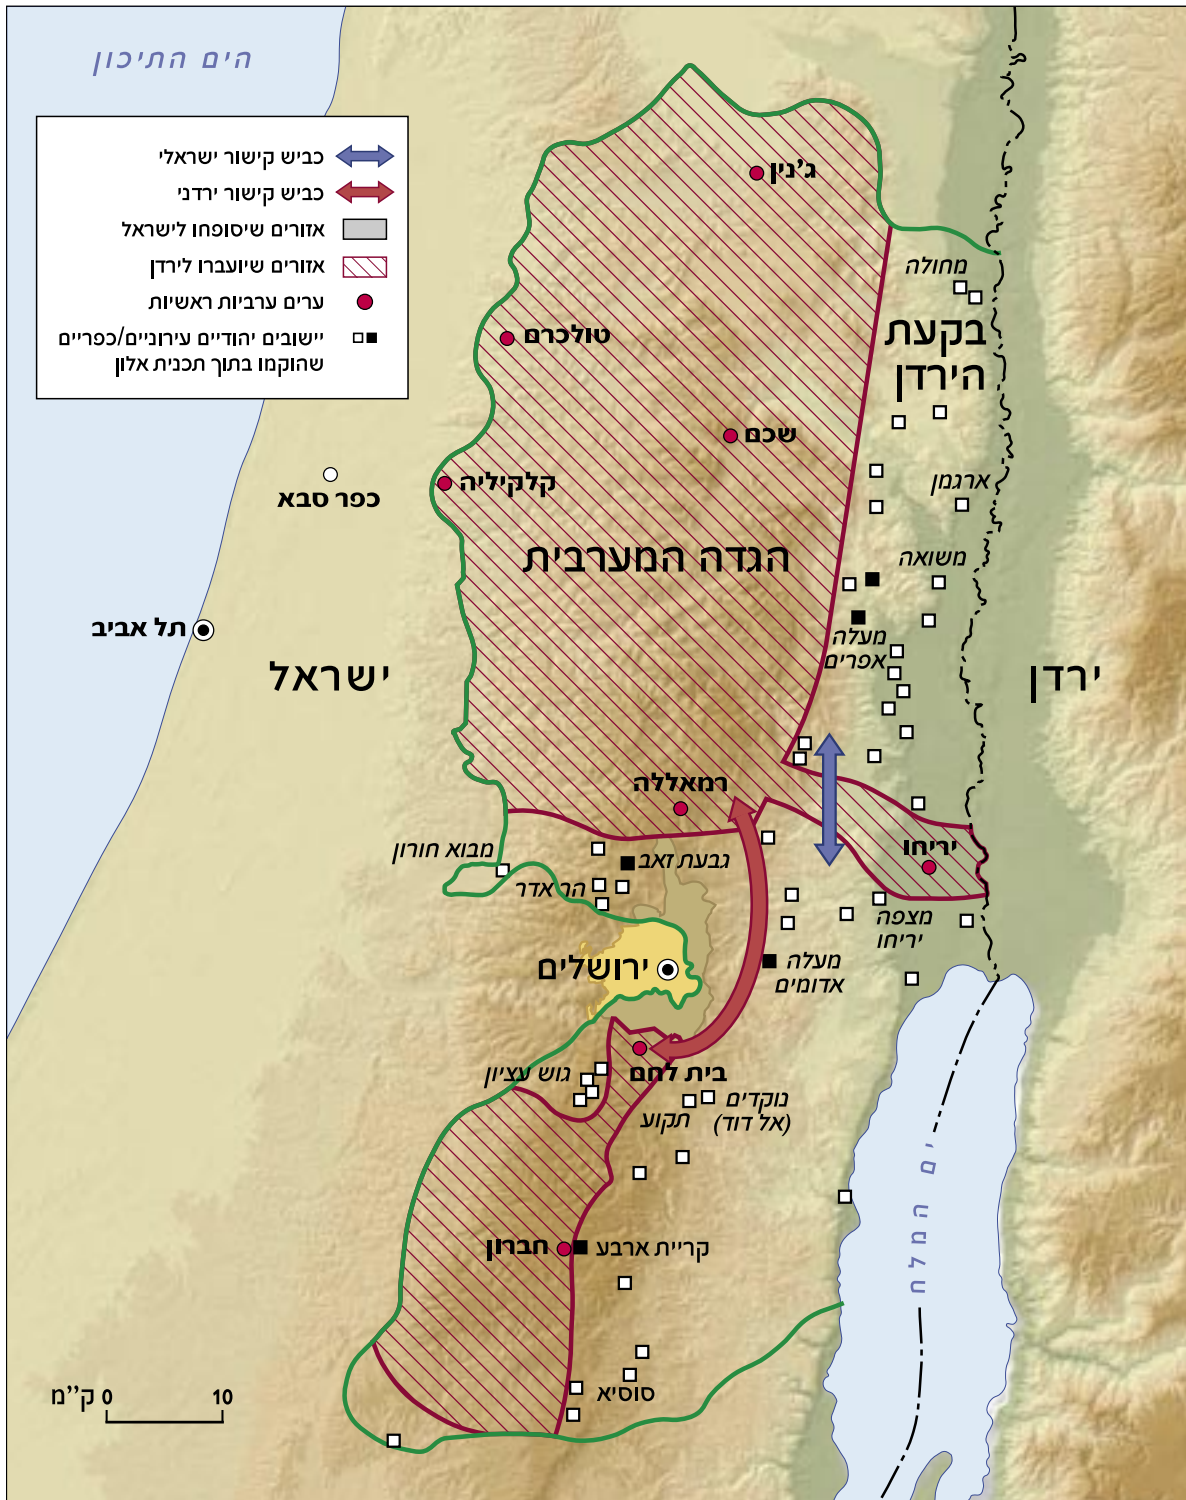 הים התיכון
כביש קישור ישראלי
כביש קישור ירדני
אזורים שיסופחו לישראל
אזורים שיועברו לירדן
ערים ערביות ראשיות
יישובים יהודיים עירוניים/כפריים
שהוקמו בתוך תכנית אלון
ג'נין
מחולה
בקעת
הירדן
טולכרם
שכם
כפר סבא
קלקיליה
ארגמן
הגדה המערבית
משואה
תל אביב
מעלה
אפרים
ישראל
ירדן
רמאללה
מבוא חורון
גבעת זאב
הר אדר
יריחו
מצפה
יריחו
ירושלים
מעלה
אדומים
גוש עציון
בית לחם
תקוע
נוקדים
(אל דוד)
ים המלח
חברון
קריית ארבע
סוסיא
ק"מ 0 10